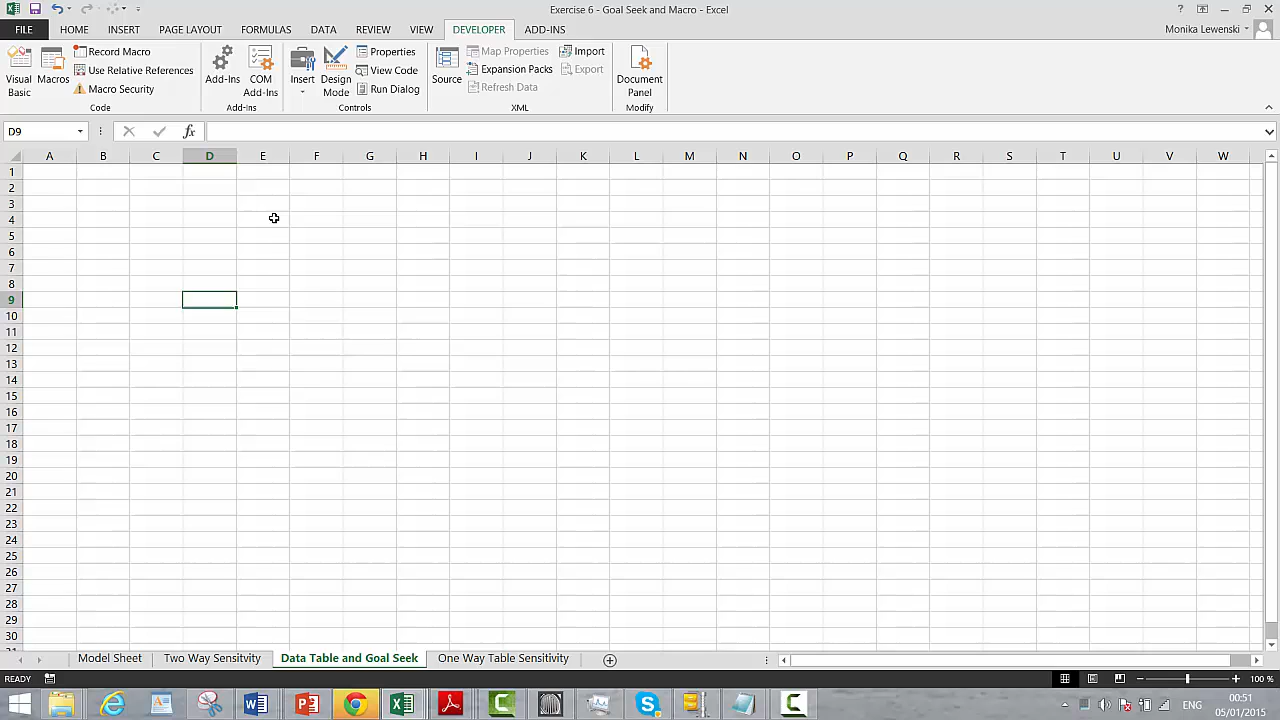 Exercise 6 - Goal Seek and Macro - Excel
?
FILE HOME INSERT PAGE LAYOUT FORMULAS DATA REVIEW VIEW DEVELOPER ADD-INS Monika Lewenski
Visual Basic
Macros
Record Macro
Use Relative References
Macro Security
Code
Add-Ins
COM Add-Ins
Add-Ins
Insert
Design Mode
Properties
View Code
Run Dialog
Controls
Source
Map Properties
Expansion Packs
Refresh Data
Import
Export
XML
Document Panel
Modify
D9 fx
A B C D E F G H I J K L M N O P Q R S T U V W
1
2
3
4
5
6
7
8
9
10
11
12
13
14
15
16
17
18
19
20
21
22
23
24
25
26
27
28
29
30
Model Sheet Two Way Sensitvity Data Table and Goal Seek One Way Table Sensitivity
READY 100 %
ENG 00:51
05/01/2015